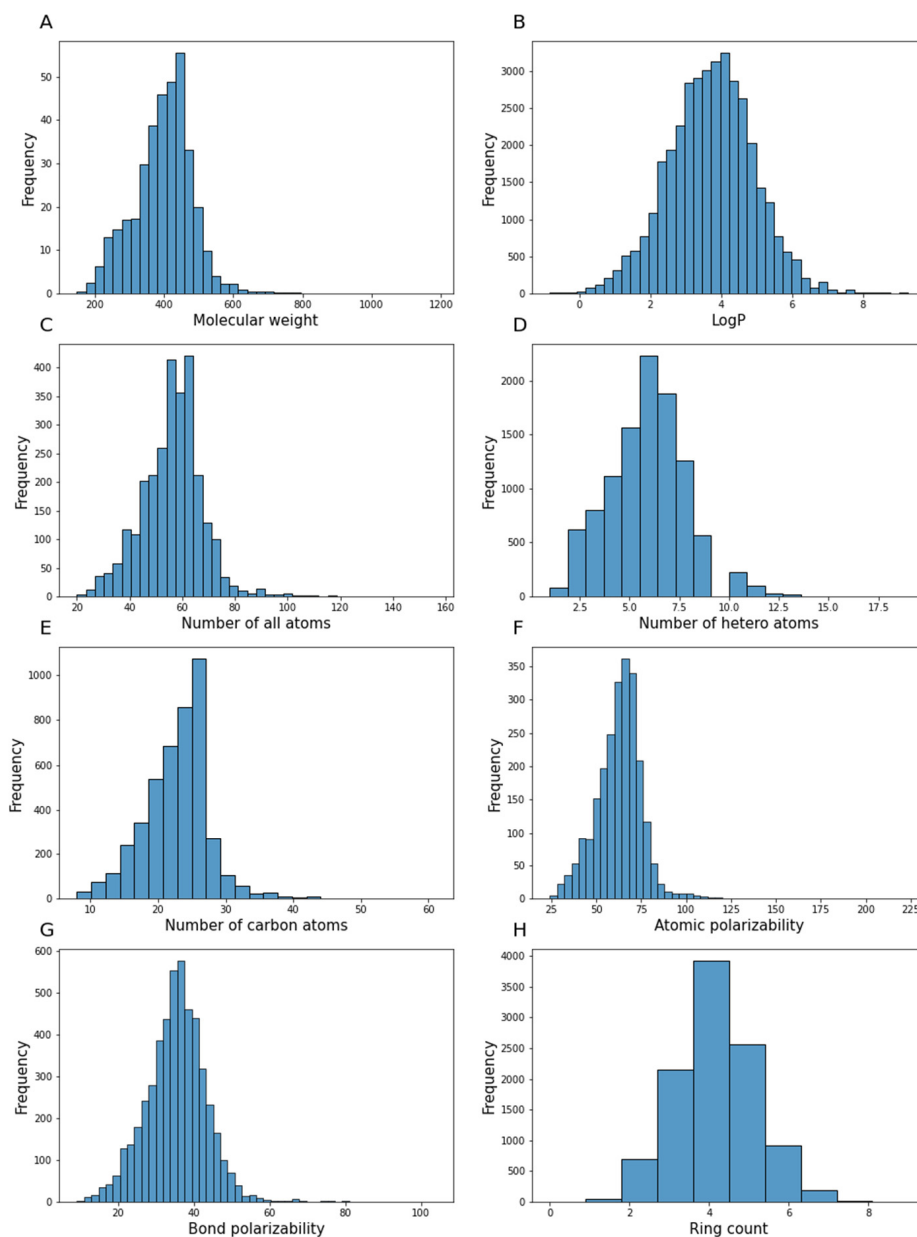 A
50
40
30
20
10
0
Frequency
200 400 600 800 1000 1200
Molecular weight
B
3000
2500
2000
1500
1000
500
0
Frequency
0 2 4 6 8
LogP
C
400
350
300
250
200
150
100
50
0
Frequency
20 40 60 80 100 120 140 160
Number of all atoms
D
2000
1500
1000
500
0
Frequency
2.5 5.0 7.5 10.0 12.5 15.0 17.5
Number of hetero atoms
E
1000
800
600
400
200
0
Frequency
10 20 30 40 50 60
Number of carbon atoms
F
350
300
250
200
150
100
50
0
Frequency
25 50 75 100 125 150 175 200 225
Atomic polarizability
G
600
500
400
300
200
100
0
Frequency
20 40 60 80 100
Bond polarizability
H
4000
3500
3000
2500
2000
1500
1000
500
0
Frequency
0 2 4 6 8
Ring count